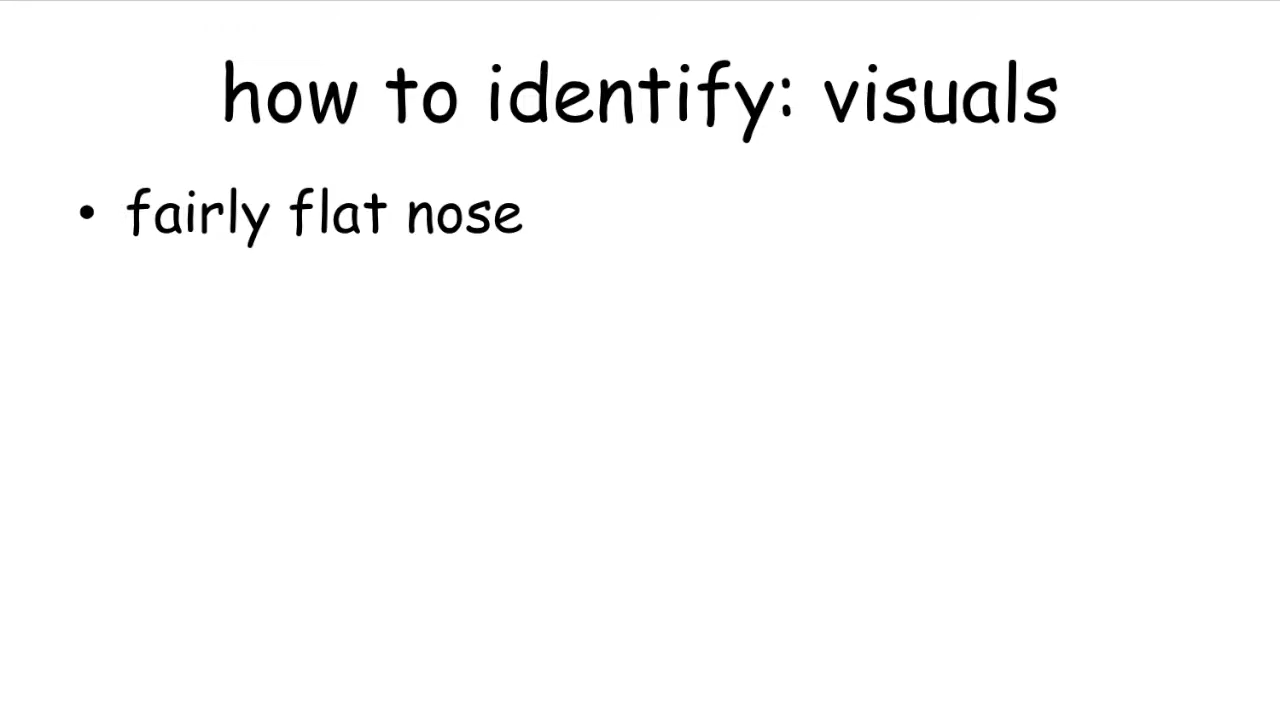 how to identify: visuals
• fairly flat nose